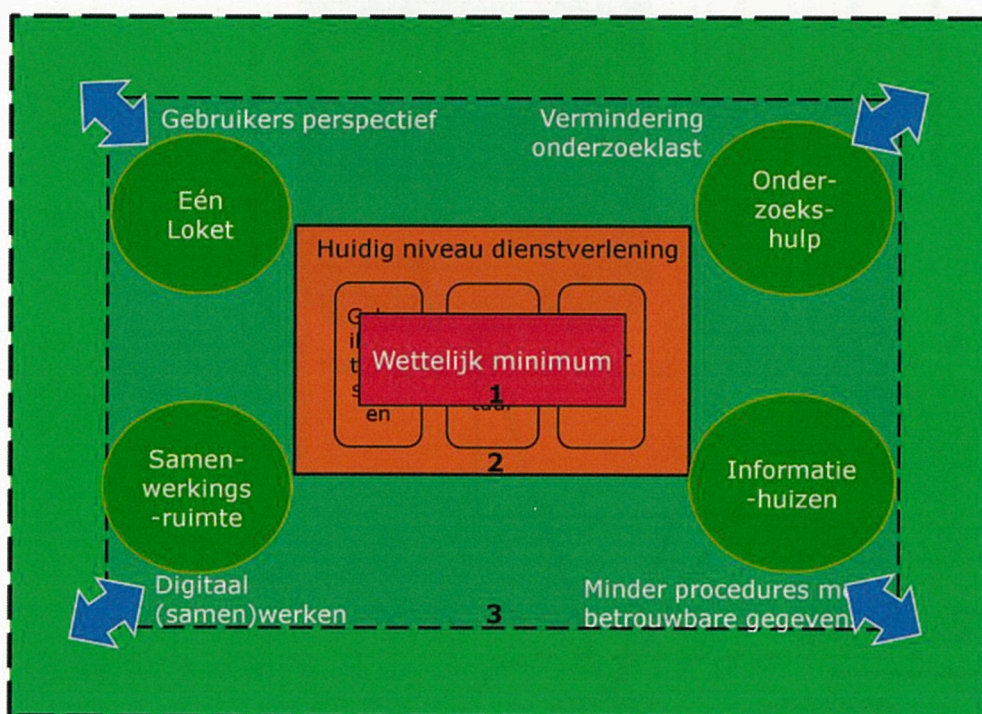 Gebruikers perspectief
Vermindering
onderzoeklast
Eén
Loket
Onder-
zoeks-
hulp
Huidig niveau dienstverlening
Wettelijk minimum
1
en
2
Samen-
werkings
-ruimte
Informatie
-huizen
Digitaal
(samen)werken
3
Minder procedures
betrouwbare